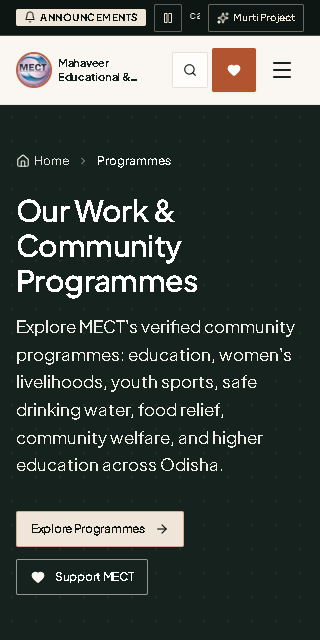 ANNOUNCEMENTS
Murti Project
MECT
Mahaveer
Educational &...
Home
Programmes
Our Work &
Community
Programmes
Explore MECT's verified community
programmes: education, women's
livelihoods, youth sports, safe
drinking water, food relief,
community welfare, and higher
education across Odisha.
Explore Programmes
Support MECT